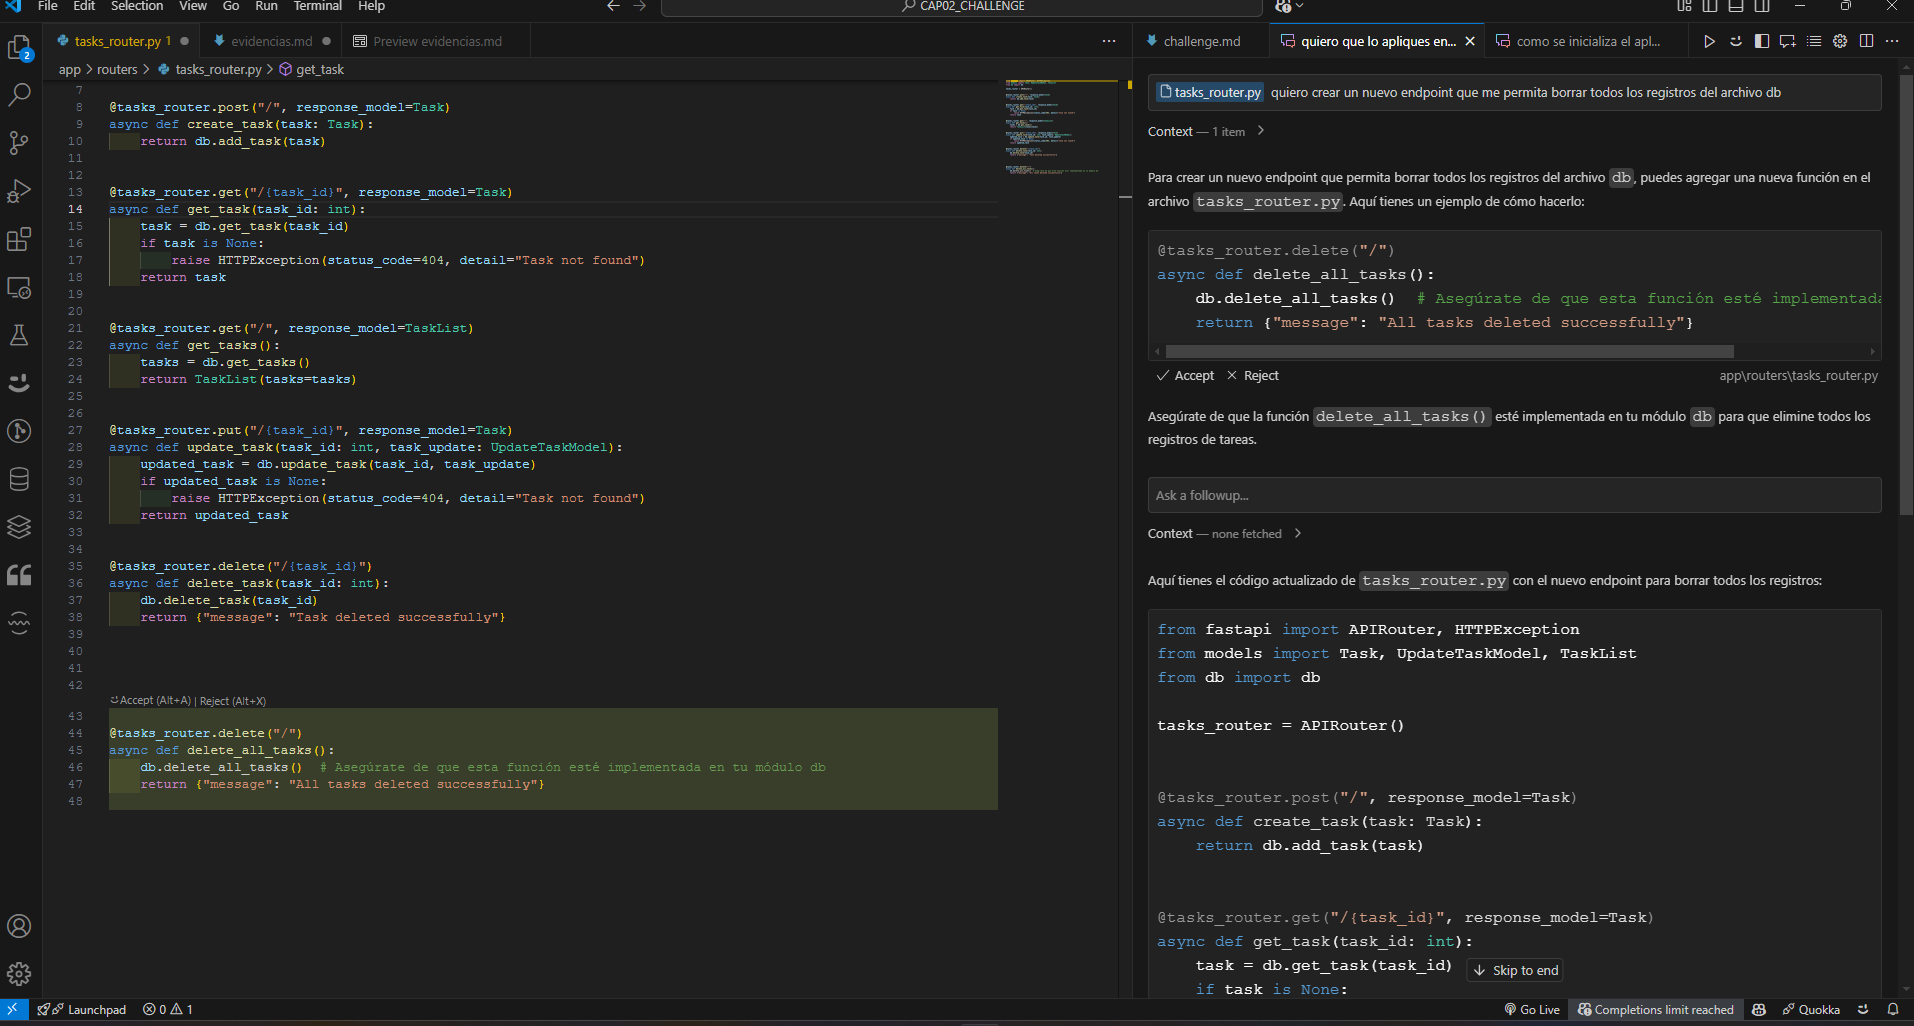 File Edit Selection View Go Run Terminal Help
CAP02_CHALLENGE
tasks_router.py 1
evidencias.md
Preview evidencias.md
app > routers > tasks_router.py > get_task
7
8 @tasks_router.post("/", response_model=Task)
9 async def create_task(task: Task):
10 return db.add_task(task)
11
12
13 @tasks_router.get("/{task_id}", response_model=Task)
14 async def get_task(task_id: int):
15 task = db.get_task(task_id)
16 if task is None:
17 raise HTTPException(status_code=404, detail="Task not found")
18 return task
19
20
21 @tasks_router.get("/", response_model=TaskList)
22 async def get_tasks():
23 tasks = db.get_tasks()
24 return TaskList(tasks=tasks)
25
26
27 @tasks_router.put("/{task_id}", response_model=Task)
28 async def update_task(task_id: int, task_update: UpdateTaskModel):
29 updated_task = db.update_task(task_id, task_update)
30 if updated_task is None:
31 raise HTTPException(status_code=404, detail="Task not found")
32 return updated_task
33
34
35 @tasks_router.delete("/{task_id}")
36 async def delete_task(task_id: int):
37 db.delete_task(task_id)
38 return {"message": "Task deleted successfully"}
39
40
41
42
Accept (Alt+A) | Reject (Alt+X)
43
44 @tasks_router.delete("/")
45 async def delete_all_tasks():
46 db.delete_all_tasks() # Asegúrate de que esta función esté implementada en tu módulo db
47 return {"message": "All tasks deleted successfully"}
48
challenge.md
quiero que lo apliques en...
como se inicializa el apl...
tasks_router.py quiero crear un nuevo endpoint que me permita borrar todos los registros del archivo db
Context — 1 item >
Para crear un nuevo endpoint que permita borrar todos los registros del archivo db, puedes agregar una nueva función en el
archivo tasks_router.py. Aquí tienes un ejemplo de cómo hacerlo:
@tasks_router.delete("/")
async def delete_all_tasks():
db.delete_all_tasks() # Asegúrate de que esta función esté implementada
return {"message": "All tasks deleted successfully"}
Accept Reject
app\routers\tasks_router.py
Asegúrate de que la función delete_all_tasks() esté implementada en tu módulo db para que elimine todos los
registros de tareas.
Ask a followup...
Context — none fetched >
Aquí tienes el código actualizado de tasks_router.py con el nuevo endpoint para borrar todos los registros:
from fastapi import APIRouter, HTTPException
from models import Task, UpdateTaskModel, TaskList
from db import db
tasks_router = APIRouter()
@tasks_router.post("/", response_model=Task)
async def create_task(task: Task):
return db.add_task(task)
@tasks_router.get("/{task_id}", response_model=Task)
async def get_task(task_id: int):
task = db.get_task(task_id)
if task is None:
Skip to end
2
Launchpad
0 1
Go Live
Completions limit reached
Quokka